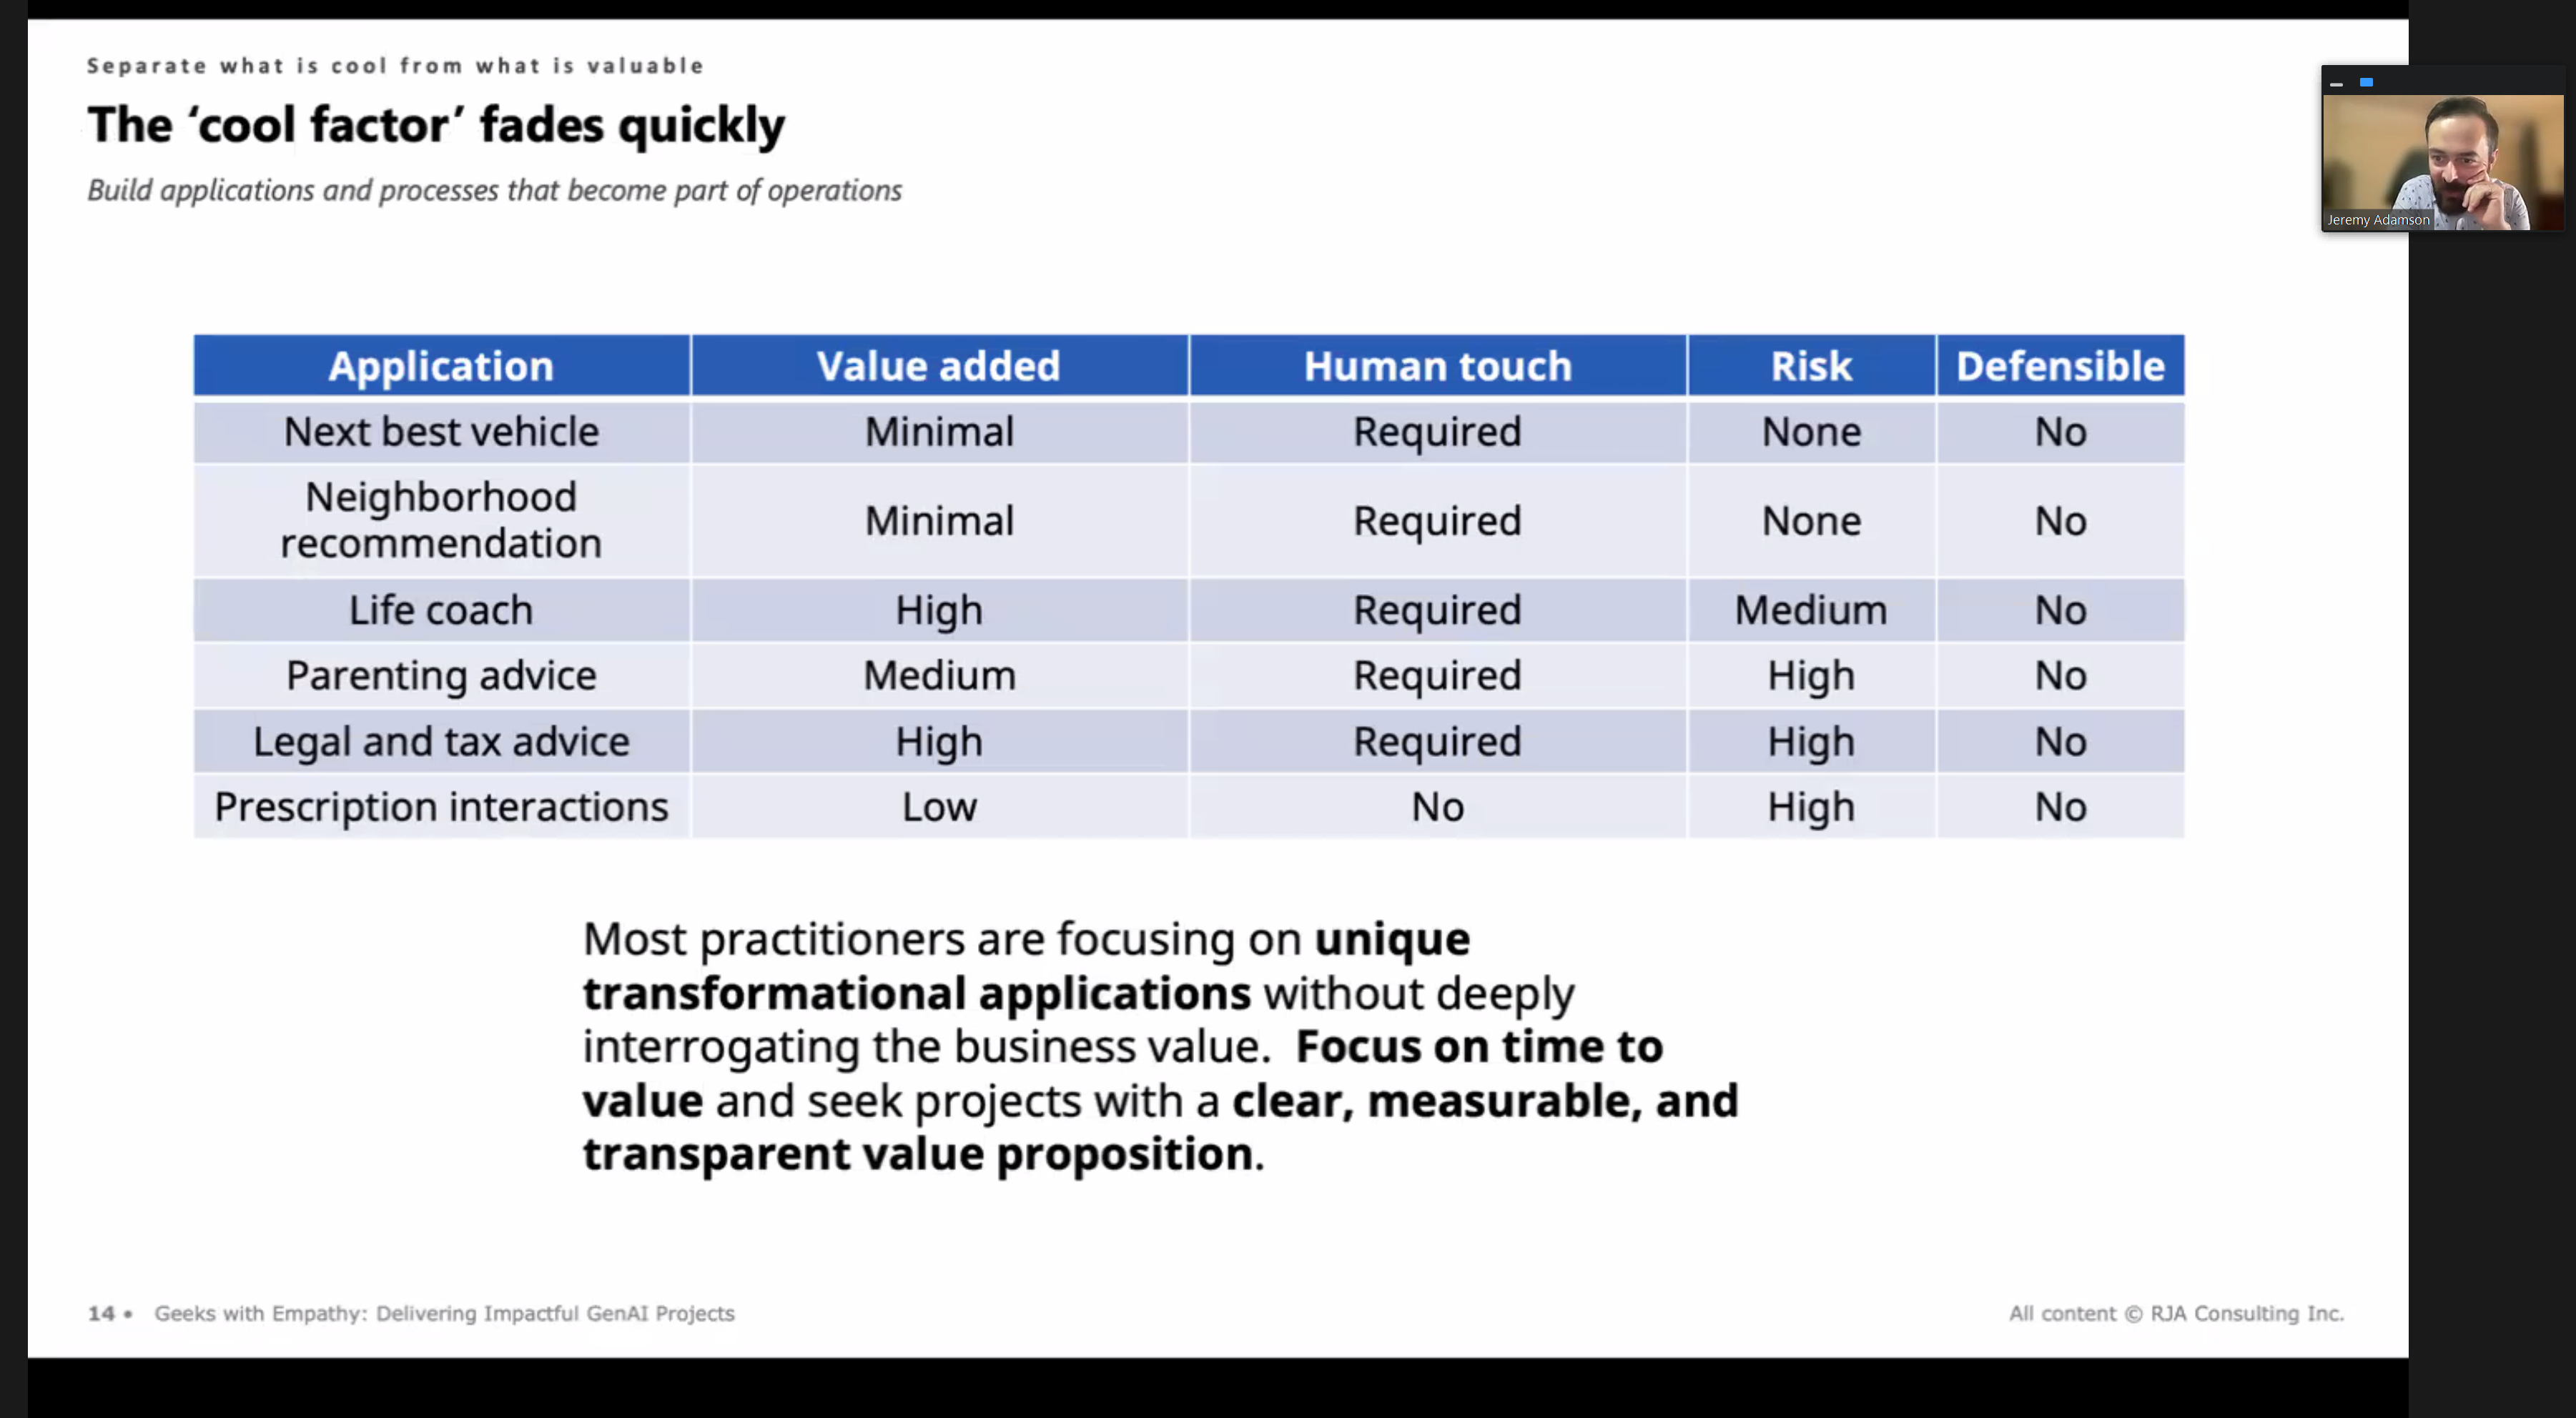 Separate what is cool from what is valuable
The ‘cool factor’ fades quickly
Build applications and processes that become part of operations
Jeremy Adamson
Application Value added Human touch Risk Defensible
Next best vehicle Minimal Required None No
Neighborhood
recommendation Minimal Required None No
Life coach High Required Medium No
Parenting advice Medium Required High No
Legal and tax advice High Required High No
Prescription interactions Low No High No
Most practitioners are focusing on unique
transformational applications without deeply
interrogating the business value. Focus on time to
value and seek projects with a clear, measurable, and
transparent value proposition.
14 • Geeks with Empathy: Delivering Impactful GenAI Projects
All content © RJA Consulting Inc.